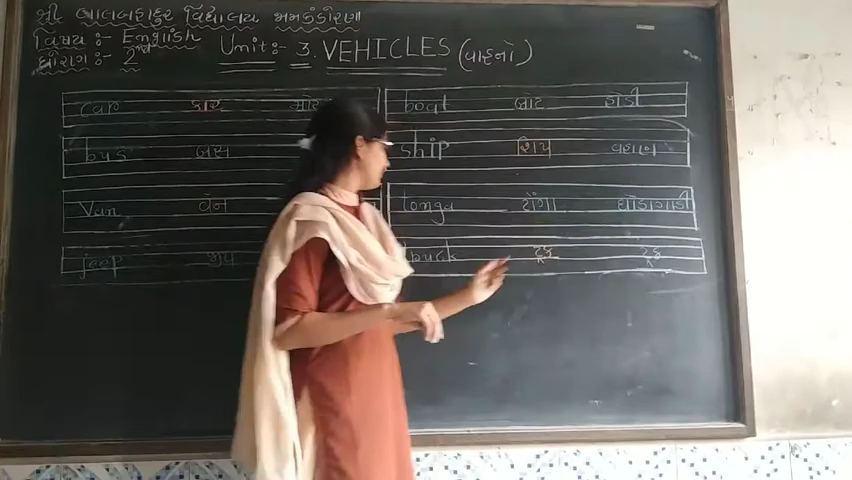 શ્રી બાલબહાદુર વિદ્યાલય
વિષય :- English Unit:- 3. VEHICLES (વાહનો)
ધોરણ :- 2nd
car કાર boat બોટ હોડી
bus બસ ship શિપ વહાણ
Van વેન tonga ટોંગા ઘોડાગાડી
jeep જીપ ટ્રક ટ્રક